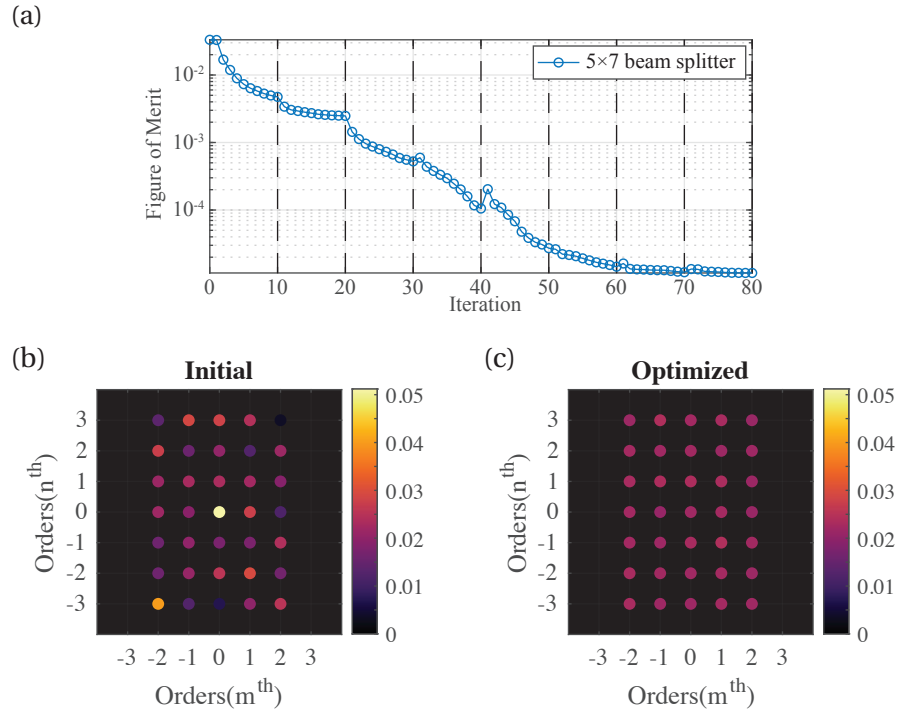 (a)
5×7 beam splitter
Figure of Merit
10^-2
10^-3
10^-4
0 10 20 30 40 50 60 70 80
Iteration
(b)
Initial
Orders(n^th)
3
2
1
0
-1
-2
-3
-3 -2 -1 0 1 2 3
Orders(m^th)
0.05
0.04
0.03
0.02
0.01
0
(c)
Optimized
Orders(n^th)
3
2
1
0
-1
-2
-3
-3 -2 -1 0 1 2 3
Orders(m^th)
0.05
0.04
0.03
0.02
0.01
0